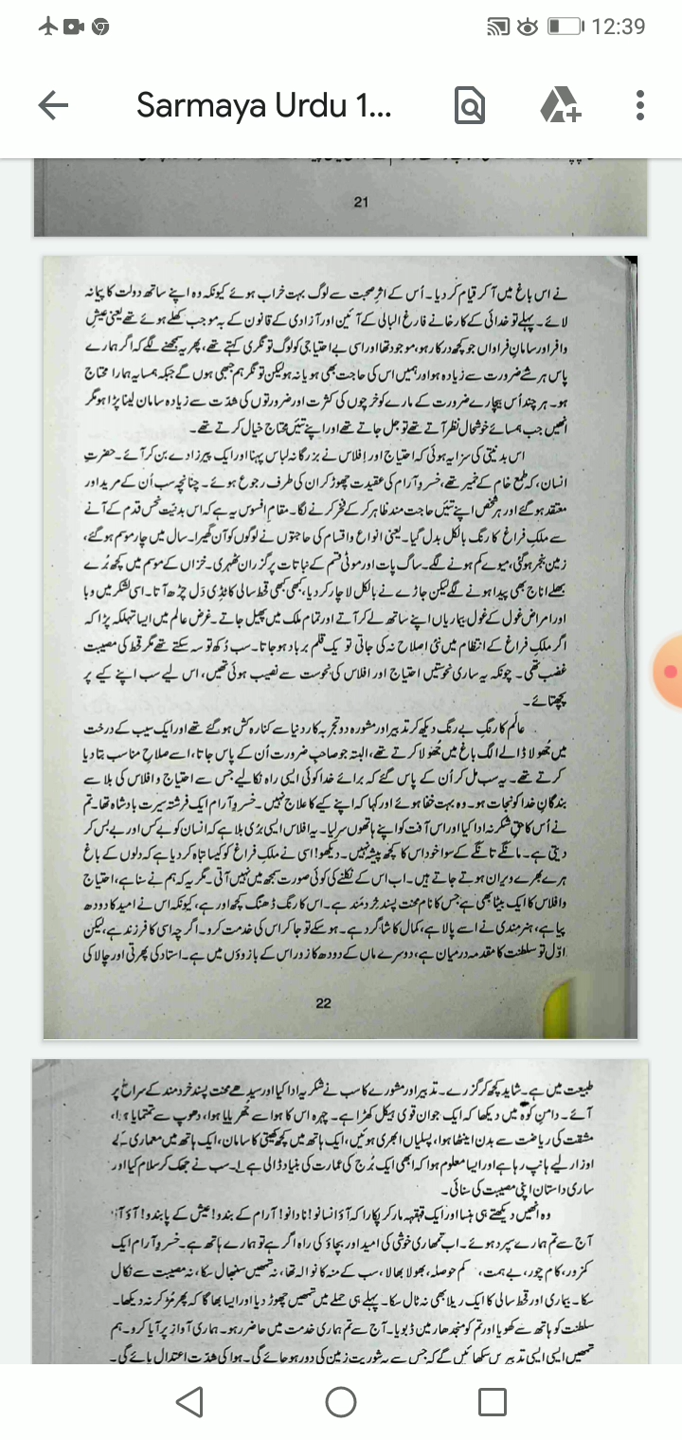 12:39
Sarmaya Urdu 1...
21
نے اس باغ میں آ کر قیام کر دیا۔ اُس کے اثرِ صحبت سے لوگ بہت خراب ہوئے کیونکہ وہ اپنے ساتھ دولت کا پیمانہ
لائے۔ پہلے تو خدائی کے کارخانے فارغ البالی کے آئین اور آزادی کے قانون کے بہ موجب کھلے ہوئے تھے یعنی عیشِ
وافر اور سامانِ فراواں جو کچھ درکار ہو، موجود تھا اور اسی بے احتیاجی کو لوگ تونگری کہتے تھے، پھر یہ سمجھنے لگے کہ اگر ہمارے
پاس ہر شے ضرورت سے زیادہ ہو اور ہمیں اس کی حاجت بھی ہو یا نہ ہو لیکن تونگر ہم جبھی ہوں گے جبکہ ہمسایہ ہمارا محتاج
ہو۔ ہر چند اُس بیچارے ضرورت کے مارے کو خرچوں کی کثرت اور ضرورتوں کی شدّت سے زیادہ سامان لینا پڑا ہو مگر
انھیں جب ہمسائے خوشحال نظر آتے تھے تو جل جاتے تھے اور اپنے تئیں محتاج خیال کرتے تھے۔
اس بدنیتی کی سزا یہ ہوئی کہ احتیاج اور افلاس نے بزرگانہ لباس پہنا اور ایک پیرزادے بن کر آئے۔ حضرتِ
انسان، کہ طمعِ خام کے خمیر تھے، خسروِ آرام کی عقیدت چھوڑ کر ان کی طرف رجوع ہوئے۔ چنانچہ سب اُن کے مرید اور
معتقد ہو گئے اور ہر شخص اپنے تئیں حاجت مند ظاہر کر کے فخر کرنے لگا۔ مقامِ افسوس یہ ہے کہ اس بدنیت نحس قدم کے آنے
سے ملکِ فراغ کا رنگ بالکل بدل گیا۔ یعنی انواع و اقسام کی حاجتوں نے لوگوں کو آن گھیرا۔ سال میں چار موسم ہو گئے،
زمین بنجر ہو گئی، میوے کم ہونے لگے۔ ساگ پات اور موٹی قسم کے نباتات پر گزران ٹھہری۔ خزاں کے موسم میں کچھ بُرے
بھلے اناج بھی پیدا ہونے لگے لیکن جاڑے نے بالکل لاچار کر دیا، کبھی کبھی قحط سالی کا ٹڈی دَل چڑھ آتا۔ اسی لشکر میں وبا
اور امراض غول کے غول بیماریاں اپنے ساتھ لے کر آتے اور تمام ملک میں پھیل جاتے۔ غرض عالم میں ایسا تہلکہ پڑا کہ
اگر ملکِ فراغ کے انتظام میں نئی اصلاح نہ کی جاتی تو یک قلم برباد ہو جاتا۔ سب دُکھ تو سہ سکتے تھے مگر قحط کی مصیبت
غضب تھی۔ چونکہ یہ ساری نحوستیں احتیاج اور افلاس کی نحوست سے نصیب ہوئی تھیں، اس لیے سب اپنے کیے پر
پچھتائے۔
عالَم کا رنگ بے رنگ دیکھ کر تدبیر اور مشورہ دو تجربہ کار دنیا سے کنارہ کش ہو گئے تھے اور ایک سیب کے درخت
میں جُھولا ڈالے الگ باغ میں جُھولا کرتے تھے، البتہ جو صاحبِ ضرورت اُن کے پاس جاتا، اسے صلاحِ مناسب بتا دیا
کرتے تھے۔ یہ سب مل کر اُن کے پاس گئے کہ برائے خدا کوئی ایسی راہ نکالیے جس سے احتیاج و افلاس کی بلا سے
بندگانِ خدا کو نجات ہو۔ وہ بہت خفا ہوئے اور کہا کہ اپنے کیے کا علاج نہیں۔ خسروِ آرام ایک فرشتہ سیرت بادشاہ تھا۔ تم
نے اُس کا حقِ شکر نہ ادا کیا اور اس آفت کو اپنے ہاتھوں سر لیا۔ یہ افلاس ایسی بڑی بلا ہے کہ انسان کو بے کس اور بے بس کر
دیتی ہے۔ مانگے تانگے کے سوا خود اس کا کچھ پیشہ نہیں۔ دیکھو! اسی نے ملکِ فراغ کو کیسا تباہ کر دیا ہے کہ دلوں کے باغ
ہرے بھرے ویران ہوتے جاتے ہیں۔ اب اس کے نکلنے کی کوئی صورت سمجھ میں نہیں آتی۔ مگر یہ کہ ہم نے سنا ہے، احتیاج
و افلاس کا ایک بیٹا بھی ہے جس کا نام محنت پسند خِردمند ہے۔ اس کا رنگ ڈھنگ کچھ اور ہے، کیونکہ اس نے امید کا دودھ
پیا ہے، ہنر مندی نے اسے پالا ہے، کمال کا شاگرد ہے۔ ہو سکے تو جا کر اس کی خدمت کرو۔ اگر چہ اسی کا فرزند ہے، لیکن
اوّل تو سلطنت کا مقدمہ درمیان ہے، دوسرے ماں کے دودھ کا زور اس کے بازوؤں میں ہے۔ استاد کی پھرتی اور چالاکی
22
طبیعت میں ہے۔ شاید کچھ کر گزرے۔ تدبیر اور مشورے کا سب نے شکریہ ادا کیا اور سیدھے محنت پسند خردمند کے سراغ پر
آئے۔ دامنِ کوہ میں دیکھا کہ ایک جوان قوی ہیکل کھڑا ہے۔ چہرہ اس کا ہوا سے جُھریایا ہوا، دھوپ سے تمتمایا ہوا،
مشقت کی ریاضت سے بدن اینٹھا ہوا، پسلیاں ابھری ہوئیں، ایک ہاتھ میں کچھ کھیتی کا سامان، ایک ہاتھ میں معماری کے
اوزار لیے ہانپ رہا ہے اور ایسا معلوم ہوا کہ ابھی ایک بُرج کی عمارت کی بنیاد ڈالی ہے۔ سب نے جھک کر سلام کیا اور
ساری داستان اپنی مصیبت کی سنائی۔
وہ انھیں دیکھتے ہی ہنسا اور ایک قہقہہ مار کر پکارا کہ آؤ انسانو! نادانو! آرام کے بندو! عیش کے پابندو! آؤ آؤ!
آج سے تم ہمارے سپرد ہوئے۔ اب تمھاری خوشی کی امید اور بچاؤ کی راہ اگر ہے تو ہمارے ہاتھ ہے۔ خسروِ آرام ایک
کمزور، کام چور، بے ہمت، کم حوصلہ، بھولا بھالا، سب کے منہ کا نوالہ تھا، نہ تمھیں سنبھال سکا، نہ مصیبت سے نکال
سکا۔ بیماری اور قحط سالی کا ایک ریلا بھی نہ ٹال سکا۔ پہلے ہی حملے میں تمھیں چھوڑ دیا اور ایسا بھاگا کہ پھر مُڑ کر نہ دیکھا۔
سلطنت کو ہاتھ سے کھویا اور تم کو منجدھار میں ڈبویا۔ آج سے تم ہماری خدمت میں حاضر رہو۔ ہماری آواز پر آیا کرو۔ ہم
تمھیں ایسی ایسی تدبیریں سکھائیں گے کہ جس سے یہ شوریت زمین کی دور ہو جائے گی۔ ہوا کی شدّت اعتدال پائے گی۔